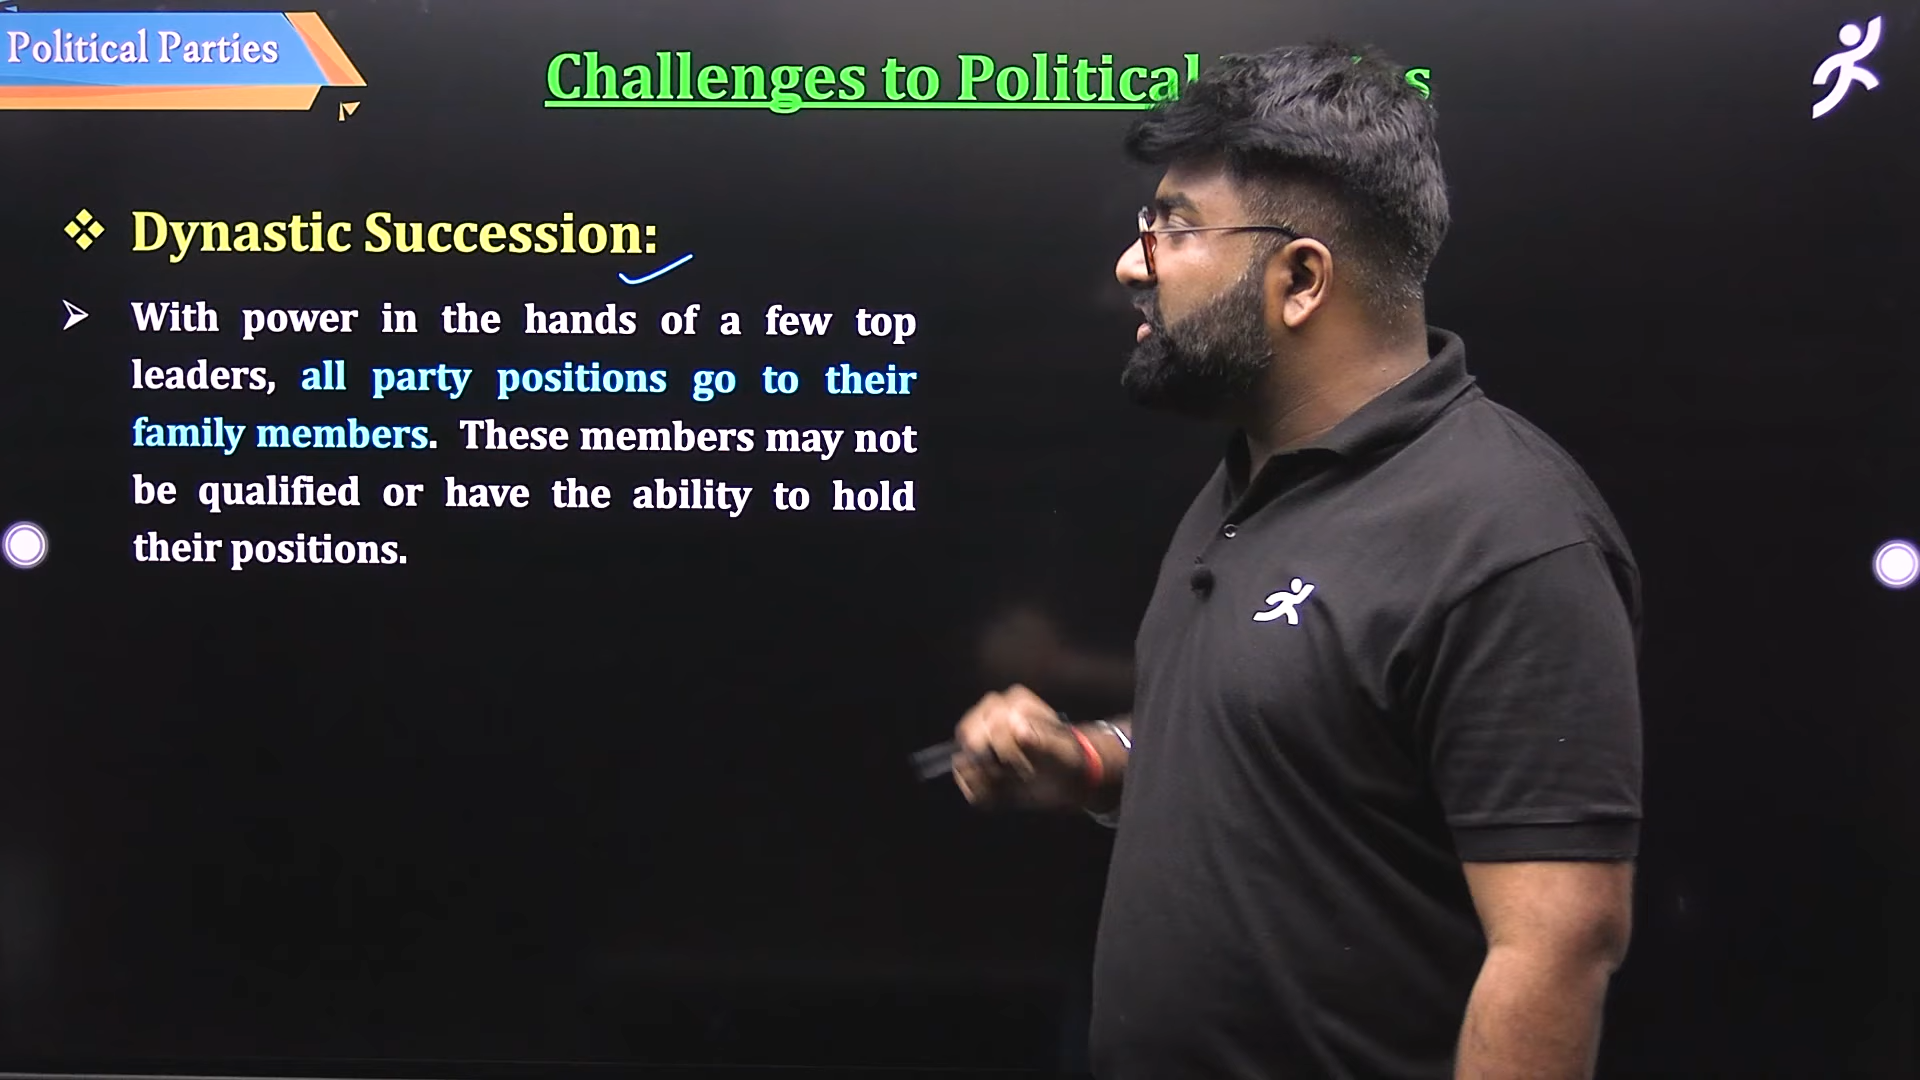 Political Parties
Challenges to Political
❖ Dynastic Succession:
➢ With power in the hands of a few top
leaders, all party positions go to their
family members. These members may not
be qualified or have the ability to hold
their positions.